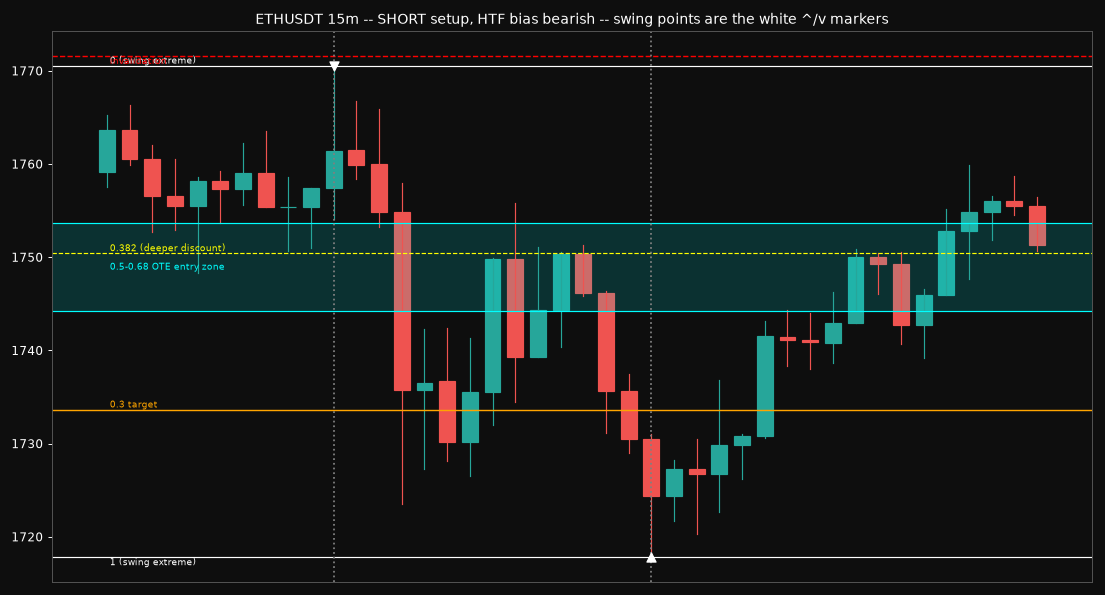 ETHUSDT 15m -- SHORT setup, HTF bias bearish -- swing points are the white ^/v markers
0 (swing extreme)
1770
1760
0.382 (deeper discount)
1750
0.5-0.68 OTE entry zone
1740
0.3 target
1730
1720
1 (swing extreme)